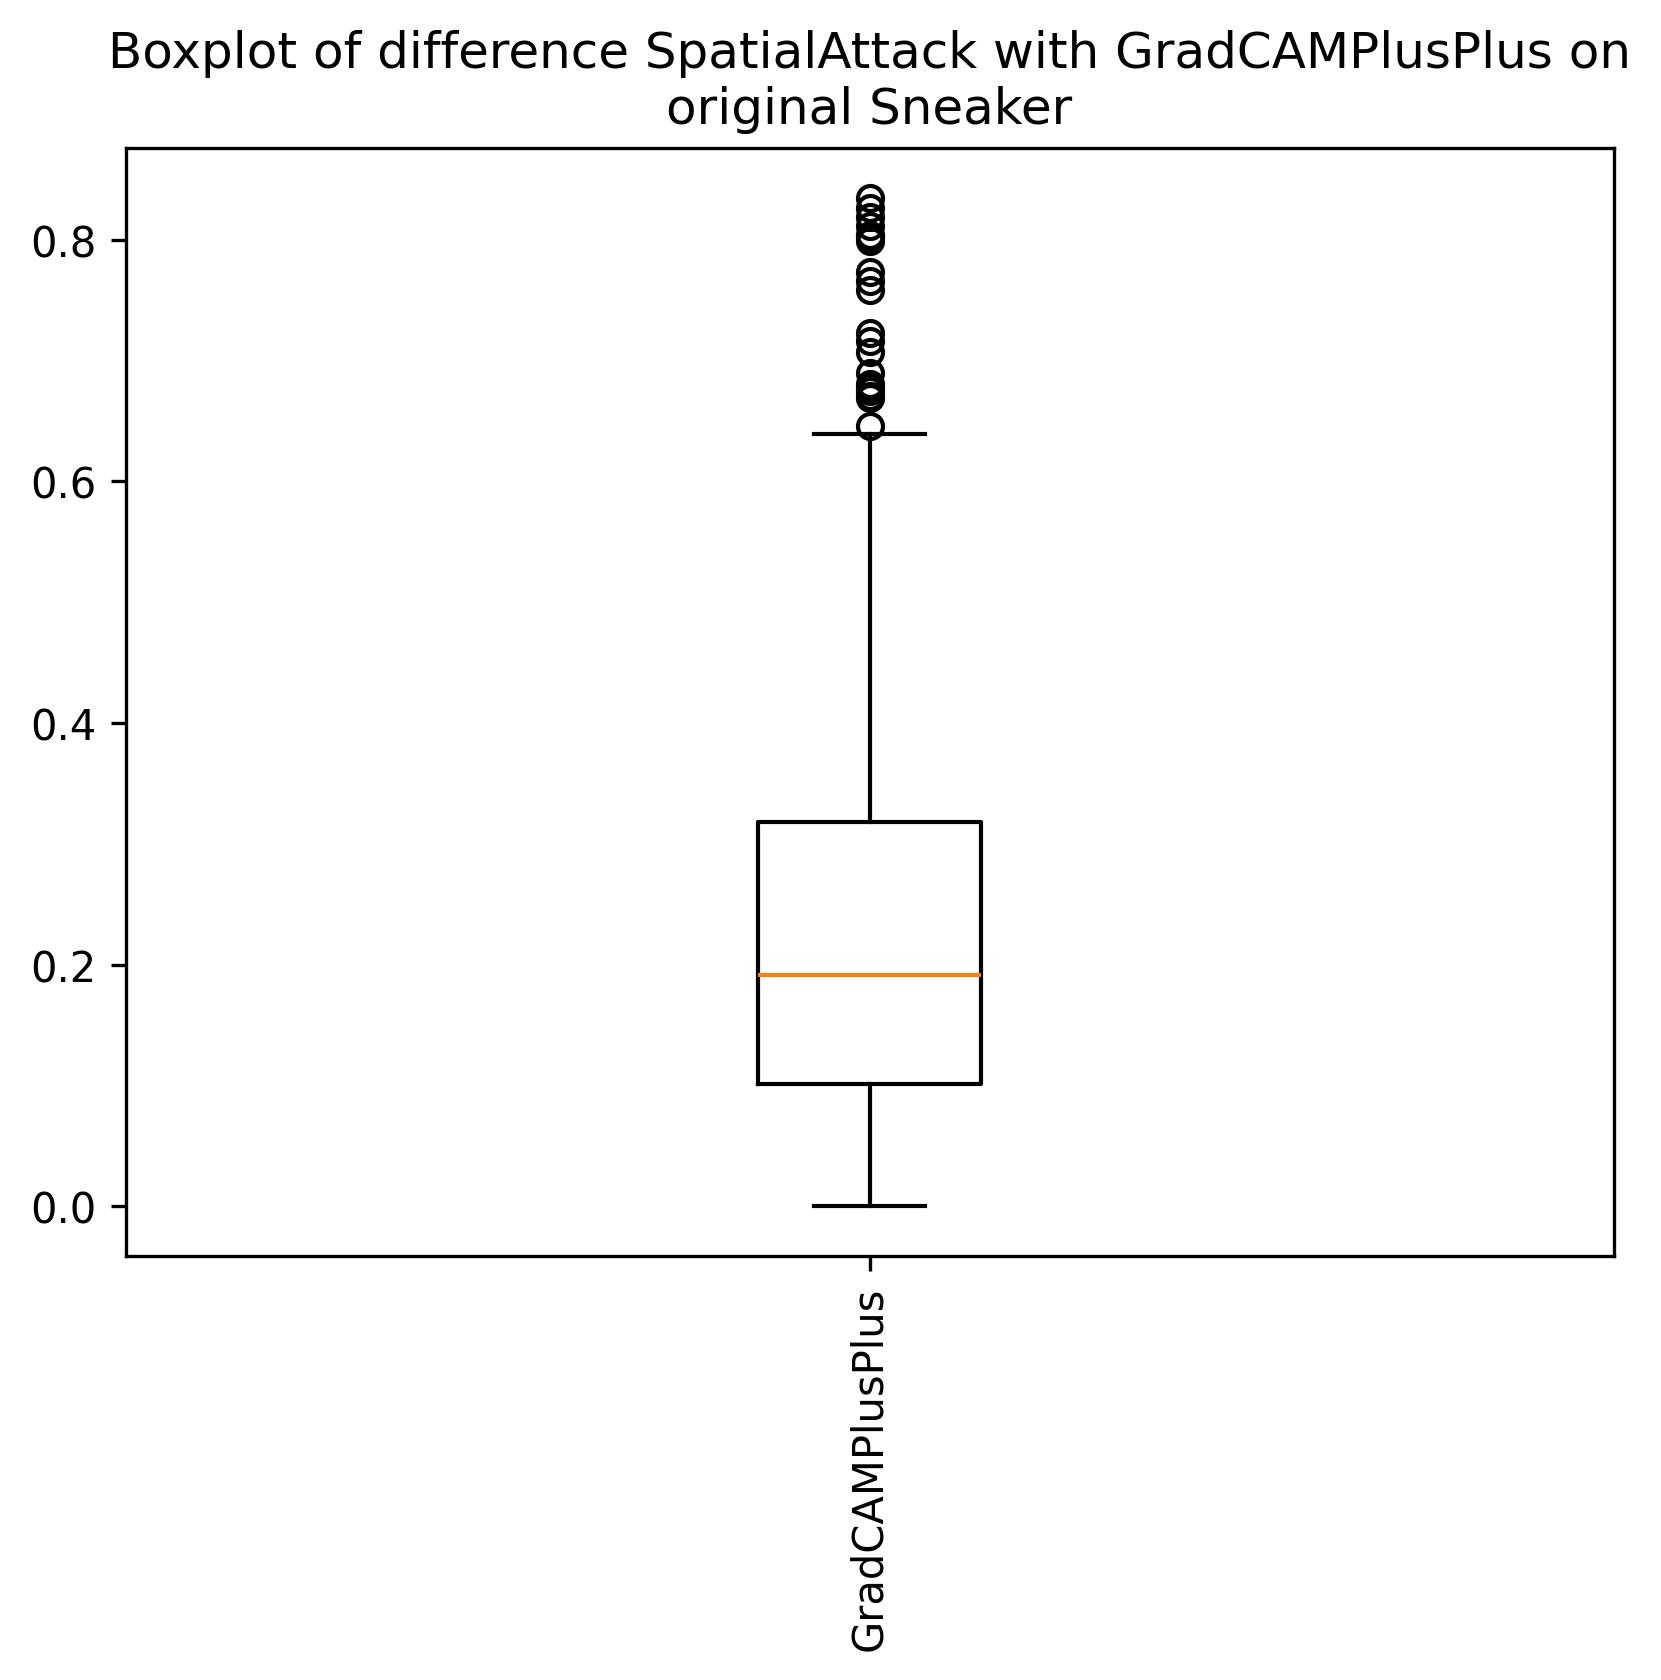 Boxplot of difference SpatialAttack with GradCAMPlusPlus on
original Sneaker
0.8
0.6
0.4
0.2
0.0
GradCAMPlusPlus